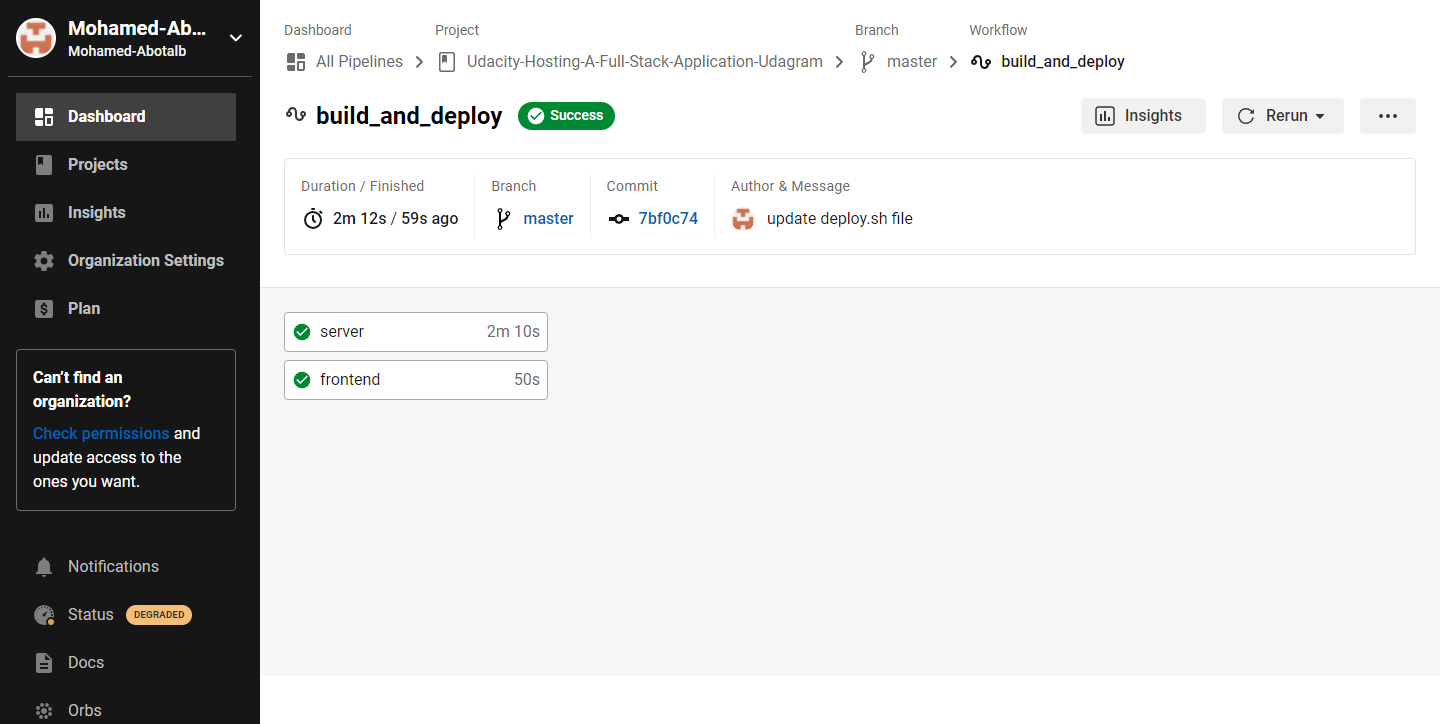 Mohamed-Ab...
Mohamed-Abotalb
Dashboard
Projects
Insights
Organization Settings
Plan
Can't find an
organization?
Check permissions and
update access to the
ones you want.
Notifications
Status DEGRADED
Docs
Orbs
Dashboard Project Branch Workflow
All Pipelines Udacity-Hosting-A-Full-Stack-Application-Udagram master build_and_deploy
build_and_deploy Success Insights Rerun
Duration / Finished Branch Commit Author & Message
2m 12s / 59s ago master 7bf0c74 update deploy.sh file
server 2m 10s
frontend 50s